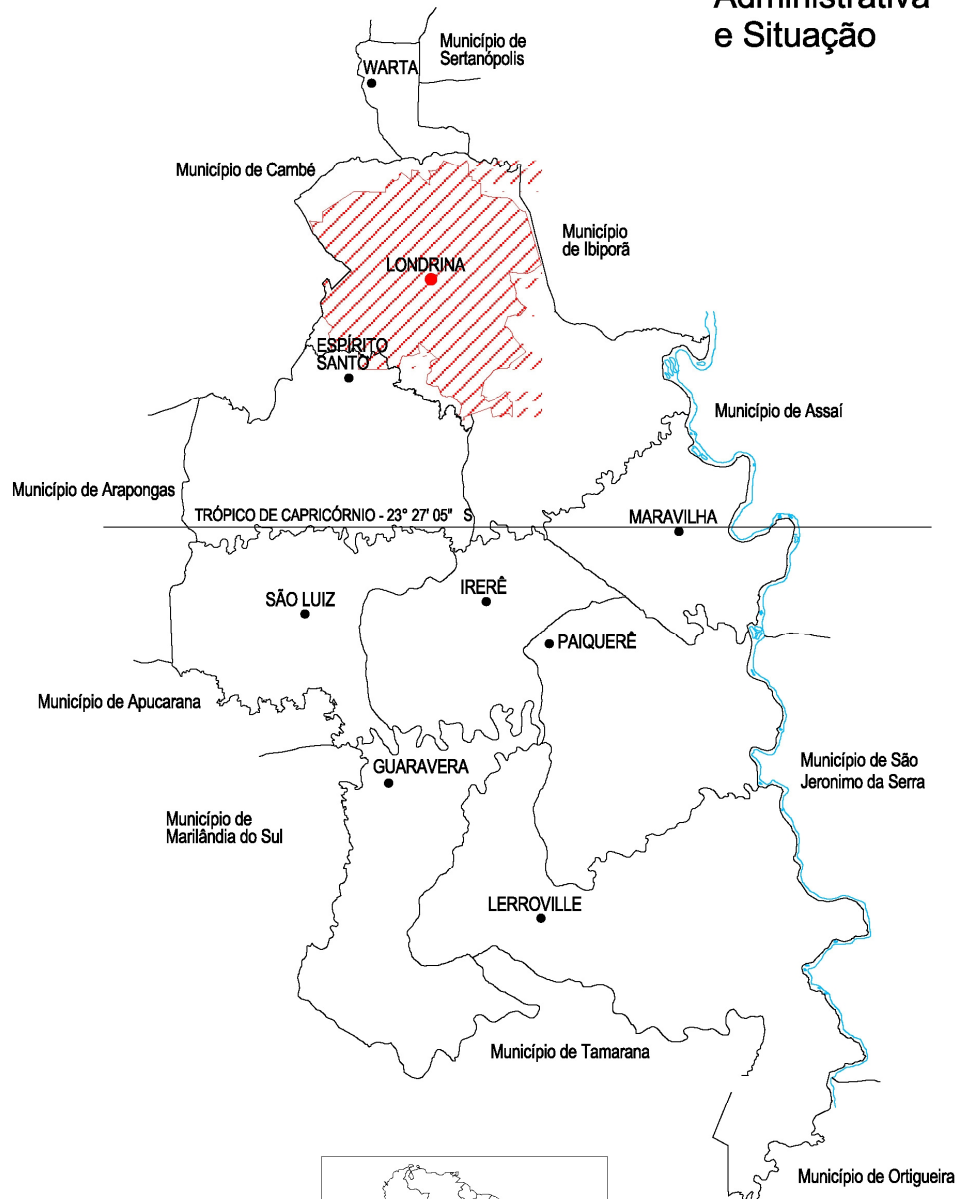 Administrativa
e Situação
Município de
Sertanópolis
WARTA
Município de Cambé
Município
de Ibiporã
LONDRINA
ESPÍRITO
SANTO
Município de Assaí
Município de Arapongas
TRÓPICO DE CAPRICÓRNIO - 23° 27' 05" S
MARAVILHA
IRERÊ
SÃO LUIZ
PAIQUERÊ
Município de Apucarana
GUARAVERA
Município de São
Jeronimo da Serra
Município de
Marilândia do Sul
LERROVILLE
Município de Tamarana
Município de Ortigueira